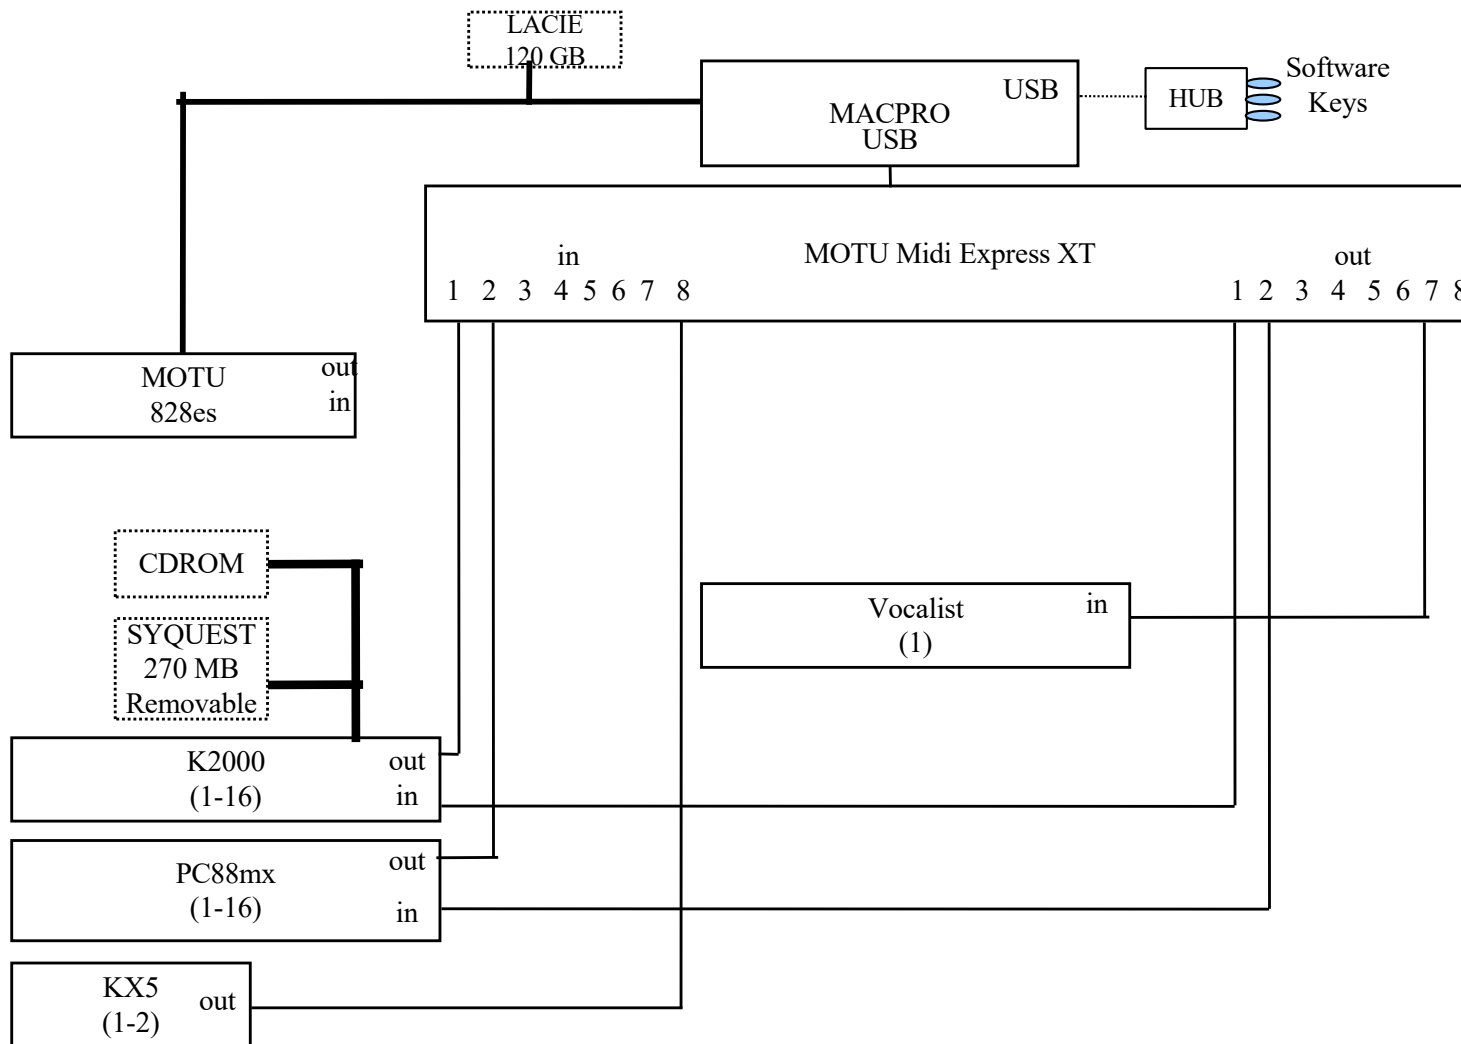 LACIE
120 GB
USB
MACPRO
USB
HUB
Software
Keys
in
MOTU Midi Express XT
out
1 2 3 4 5 6 7 8
1 2 3 4 5 6 7 8
MOTU
828es
out
in
CDROM
SYQUEST
270 MB
Removable
Vocalist
(1)
in
K2000
(1-16)
out
in
PC88mx
(1-16)
out
in
KX5
(1-2)
out